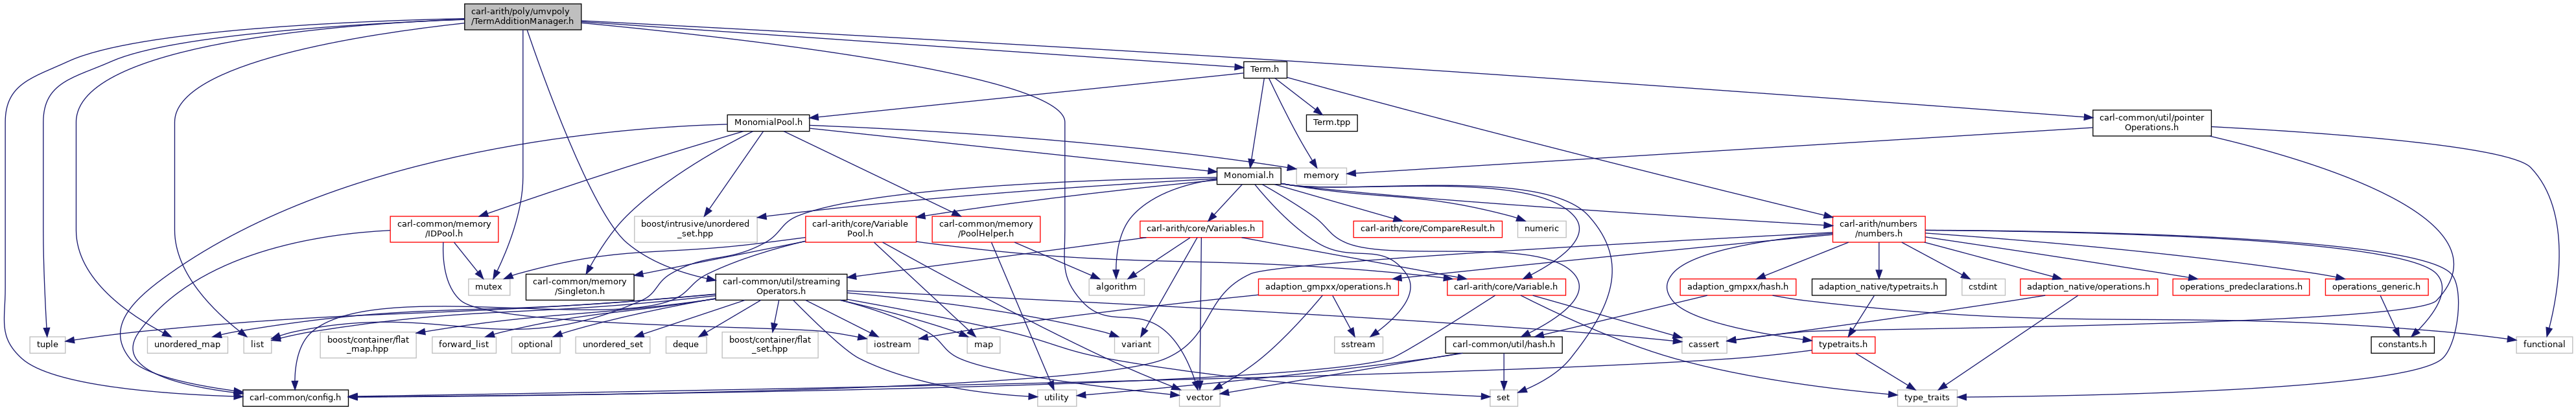 carl-arith/poly/umvpoly
/TermAdditionManager.h
Term.h
carl-common/util/pointer
Operations.h
MonomialPool.h
Term.tpp
Monomial.h
memory
carl-common/memory
/IDPool.h
boost/intrusive/unordered
_set.hpp
carl-arith/core/Variable
Pool.h
carl-common/memory
/PoolHelper.h
carl-arith/core/Variables.h
carl-arith/core/CompareResult.h
numeric
carl-arith/numbers
/numbers.h
mutex
carl-common/memory
/Singleton.h
carl-common/util/streaming
Operators.h
algorithm
adaption_gmpxx/operations.h
carl-arith/core/Variable.h
adaption_gmpxx/hash.h
adaption_native/typetraits.h
cstdint
adaption_native/operations.h
operations_predeclarations.h
operations_generic.h
tuple
unordered_map
list
boost/container/flat
_map.hpp
forward_list
optional
unordered_set
deque
boost/container/flat
_set.hpp
iostream
map
variant
sstream
carl-common/util/hash.h
cassert
typetraits.h
constants.h
functional
carl-common/config.h
utility
vector
set
type_traits